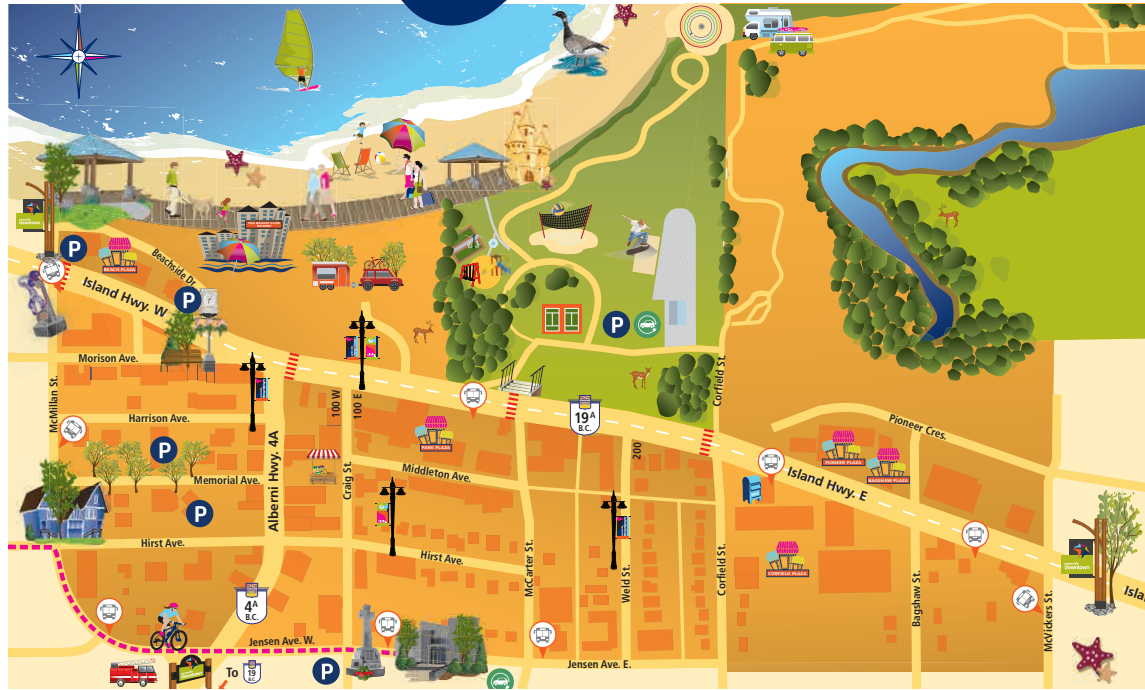 N
downtown
P
BEACH PLAZA
Beachside Dr.
P
Island Hwy. W
Morison Ave.
McMillan St.
Harrison Ave.
P
Memorial Ave.
P
Hirst Ave.
Alberni Hwy. 4A
100 W
100 E
Craig St.
PARK PLAZA
Middleton Ave.
Hirst Ave.
P
19A
B.C.
200
McCarter St.
Weld St.
Corfield St.
Corfield St.
Pioneer Cres.
PIONEER PLAZA
BAGSHAW PLAZA
Island Hwy. E
CORFIELD PLAZA
Bagshaw St.
McVickers St.
downtown
Isla
4A
B.C.
Jensen Ave. W.
Jensen Ave. E.
To
19
B.C.
P